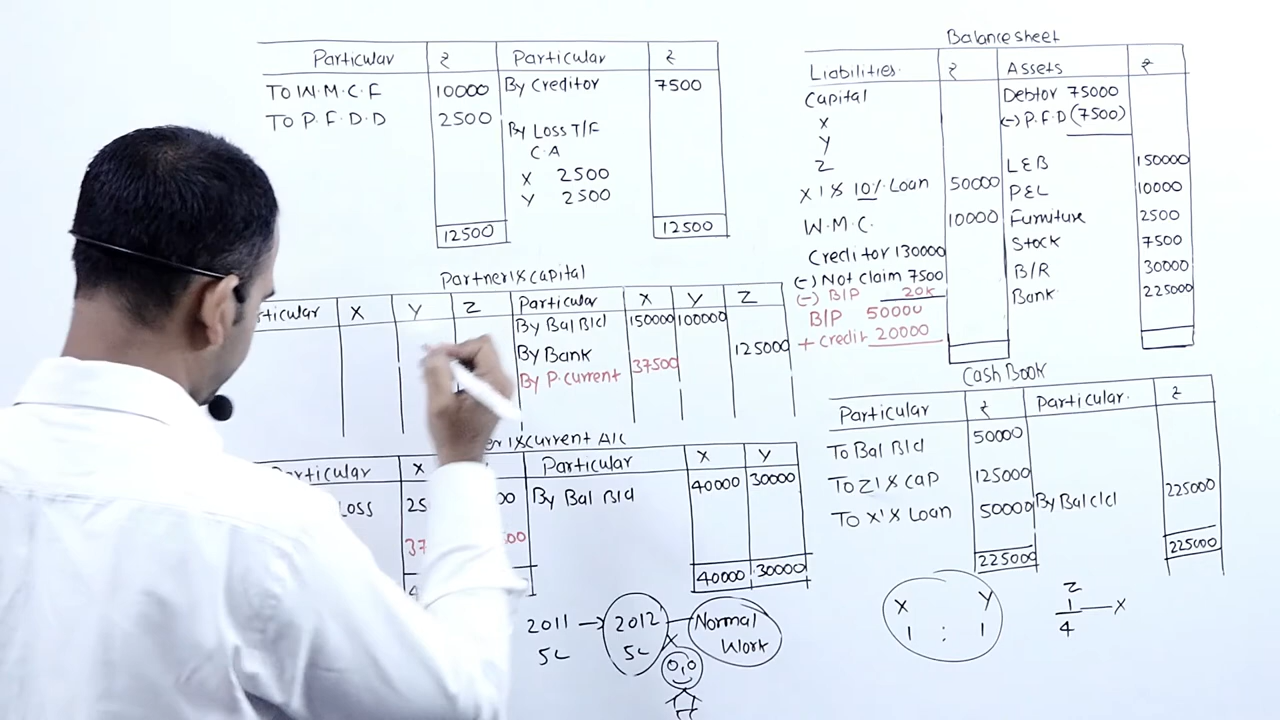 Particular ₹ Particular ₹
To W.M.C.F 10000 By Creditor 7500
To P.F.D.D 2500 By Loss T/F
C.A
X 2500
Y 2500
12500 12500
Partner's capital
X Y Z Particular X Y Z
By Bal B/d 150000 100000
By Bank 125000
By P.current 37500
Current A/c
X Particular X Y
Loss By Bal B/d 40000 30000
40000 30000
2011 → 2012 Normal
5L 5L Work
Balance sheet
Liabilities ₹ Assets ₹
Capital Debtor 75000
X (-) P.F.D (7500)
Y
Z L&B 150000
X's 10% Loan 50000 P&L 10000
W.M.C. 10000 Furniture 2500
Creditor 130000 Stock 7500
(-) Not claim 7500 B/R 30000
(-) B/P 20k Bank 225000
B/P 50000
+ credit 20000
Cash Book
Particular ₹ Particular. ₹
To Bal B/d 50000
To Z's cap 125000
To X's Loan 50000 By Bal c/d 225000
225000 225000
X Y
1 : 1
Z
1/4 — X